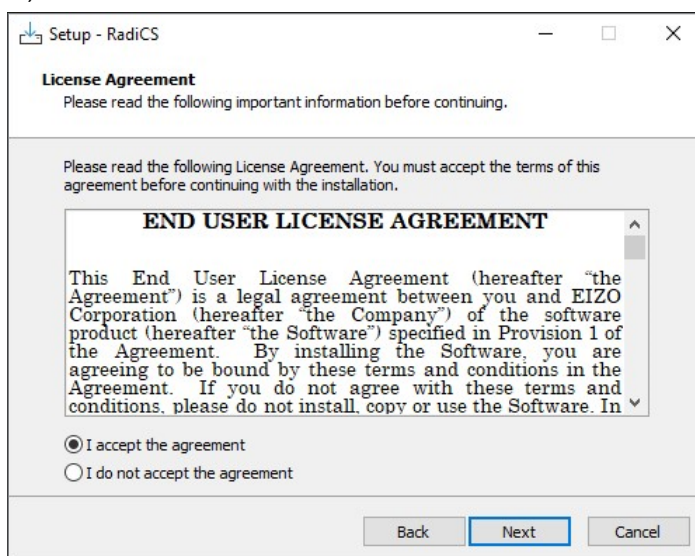 Setup - RadiCS
License Agreement
Please read the following important information before continuing.
Please read the following License Agreement. You must accept the terms of this
agreement before continuing with the installation.
END USER LICENSE AGREEMENT
This End User License Agreement (hereafter “the
Agreement”) is a legal agreement between you and EIZO
Corporation (hereafter “the Company”) of the software
product (hereafter “the Software”) specified in Provision 1 of
the Agreement. By installing the Software, you are
agreeing to be bound by these terms and conditions in the
Agreement. If you do not agree with these terms and
conditions, please do not install, copy or use the Software. In
I accept the agreement
I do not accept the agreement
Back Next Cancel